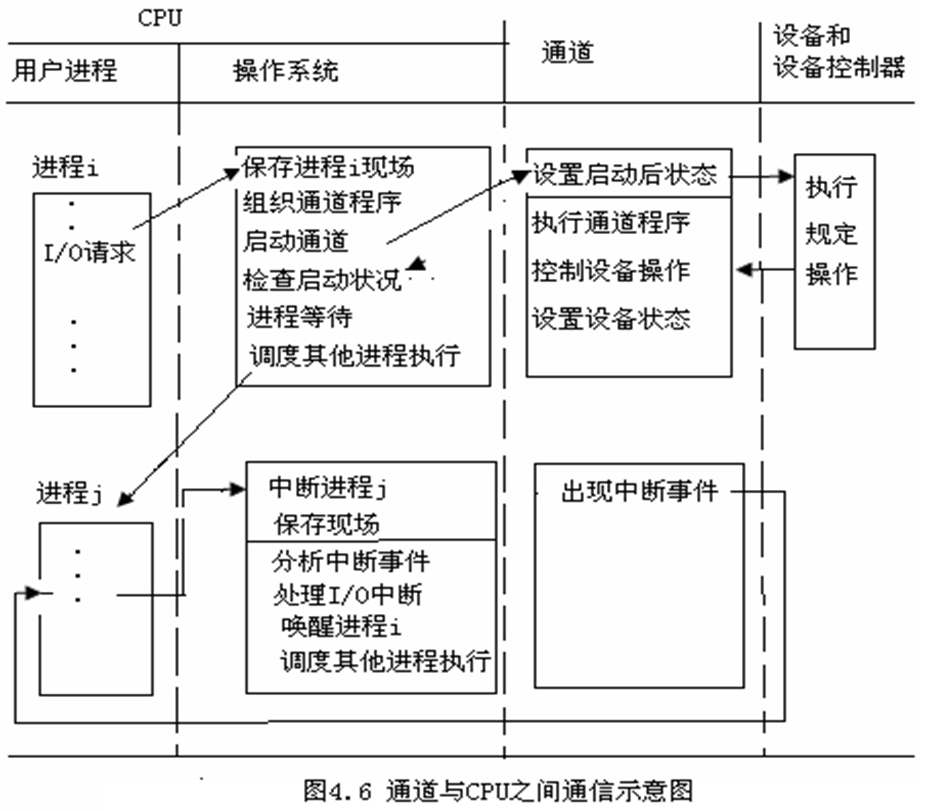 CPU
用户进程
操作系统
通道
设备和
设备控制器
进程i
I/O请求
保存进程i现场
组织通道程序
启动通道
检查启动状况
进程等待
调度其他进程执行
设置启动后状态
执行通道程序
控制设备操作
设置设备状态
执行
规定
操作
进程j
中断进程j
保存现场
分析中断事件
处理I/O中断
唤醒进程i
调度其他进程执行
出现中断事件
图4.6 通道与CPU之间通信示意图